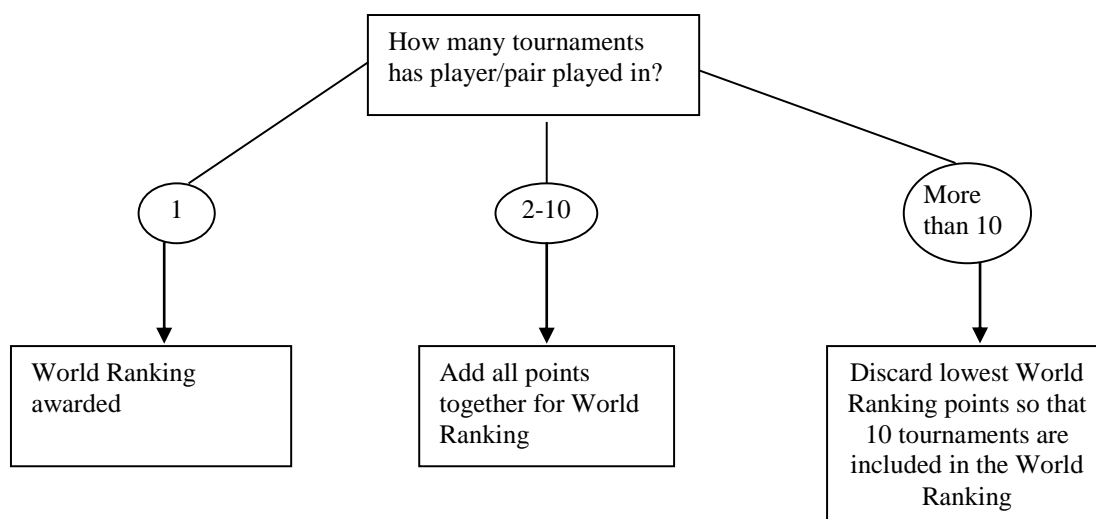 How many tournaments
has player/pair played in?
1
2-10
More
than 10
World Ranking
awarded
Add all points
together for World
Ranking
Discard lowest World
Ranking points so that
10 tournaments are
included in the World
Ranking